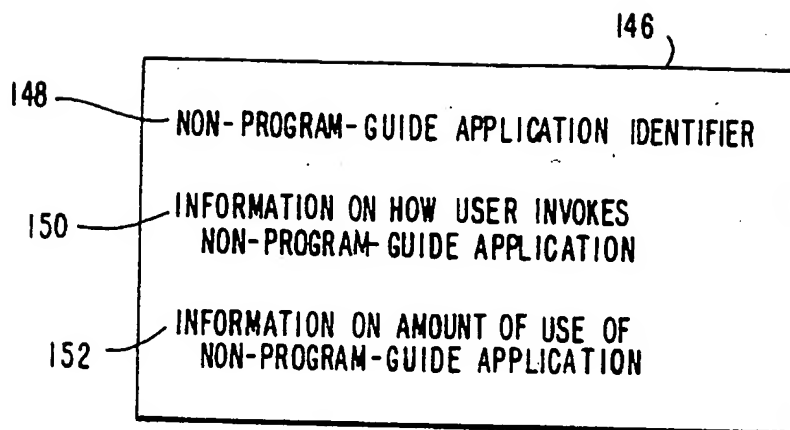 146
148
NON-PROGRAM-GUIDE APPLICATION IDENTIFIER
150
INFORMATION ON HOW USER INVOKES
NON-PROGRAM-GUIDE APPLICATION
152
INFORMATION ON AMOUNT OF USE OF
NON-PROGRAM-GUIDE APPLICATION